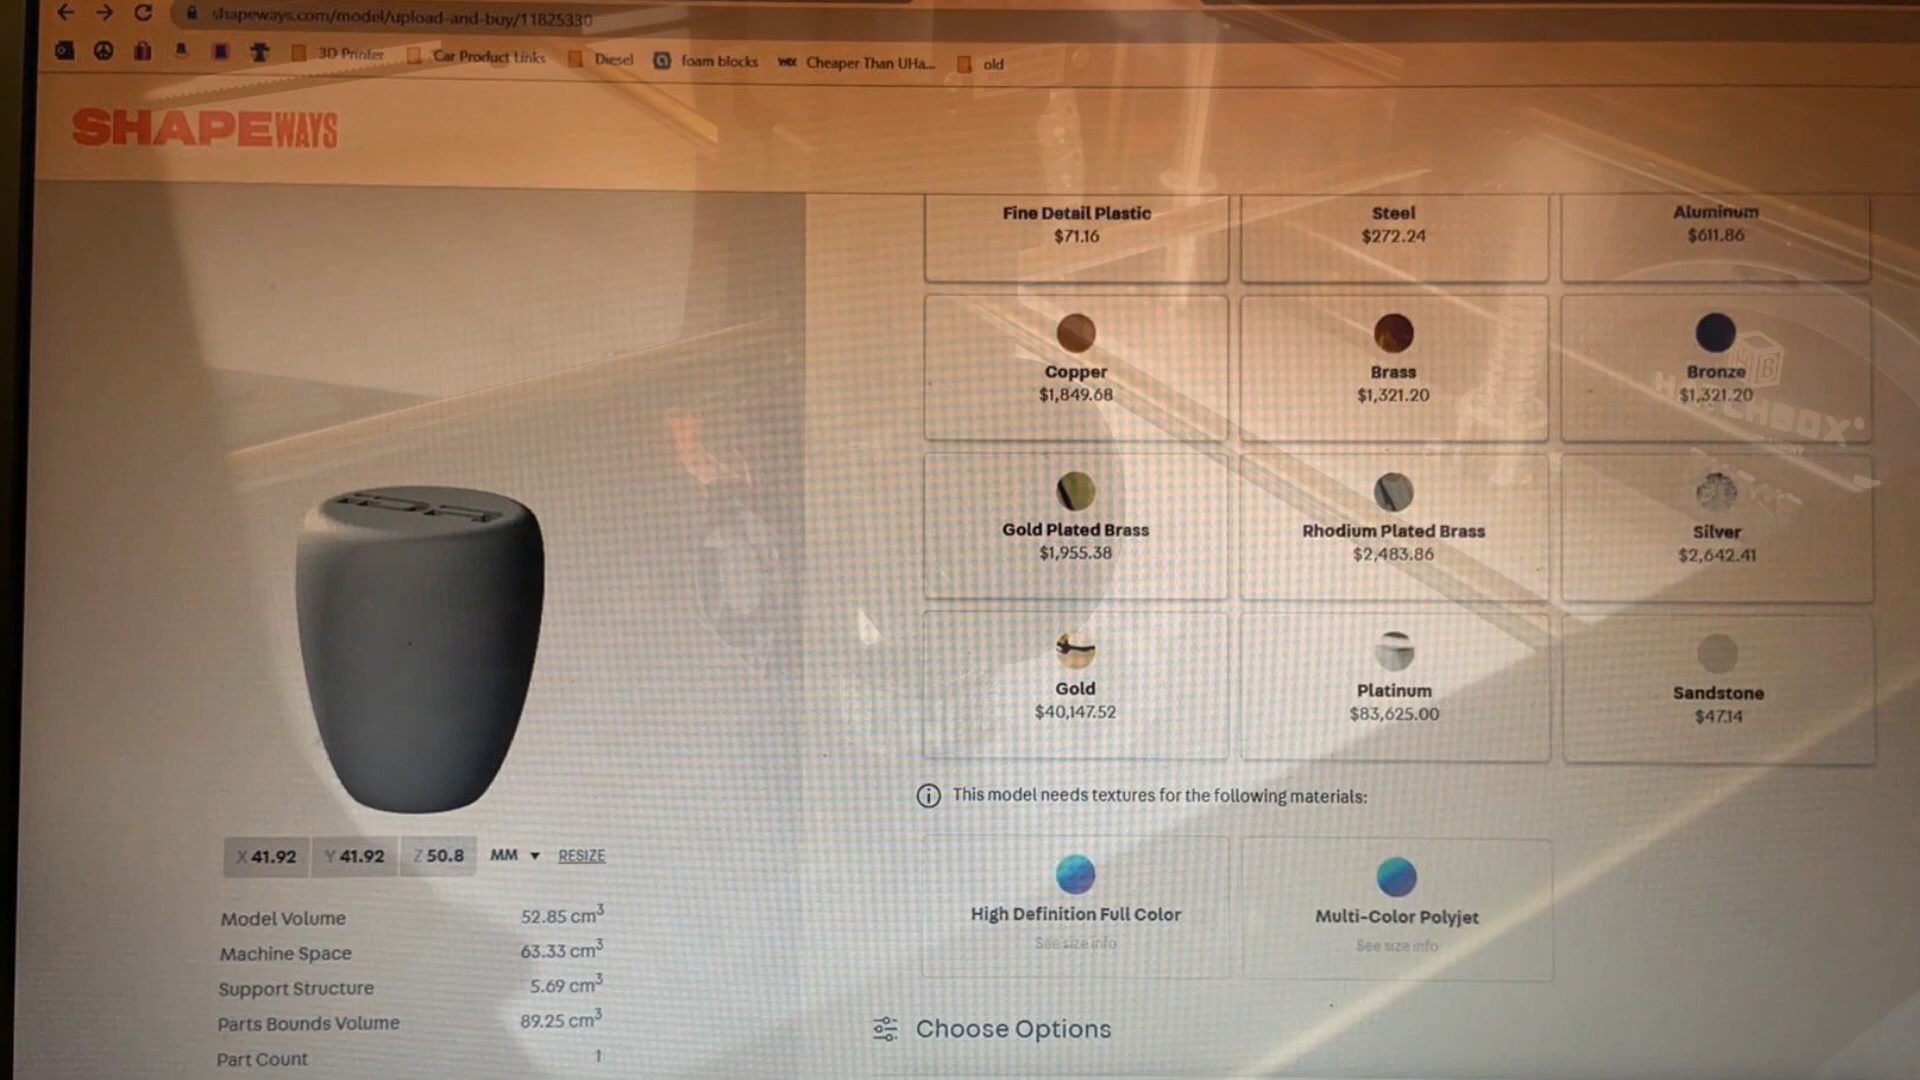 shapeways.com/model/upload-and-buy/11825330
3D Printer Car Product Links Diesel foam blocks wex Cheaper Than UHa... old
SHAPEWAYS
Fine Detail Plastic
$71.16
Steel
$272.24
Aluminum
$611.86
Copper
$1,849.68
Brass
$1,321.20
Bronze
$1,321.20
HATCHBOX
Gold Plated Brass
$1,955.38
Rhodium Plated Brass
$2,483.86
Silver
$2,642.41
Gold
$40,147.52
Platinum
$83,625.00
Sandstone
$47.14
This model needs textures for the following materials:
High Definition Full Color
See size info
Multi-Color Polyjet
See size info
X 41.92 Y 41.92 Z 50.8 MM RESIZE
Model Volume 52.85 cm³
Machine Space 63.33 cm³
Support Structure 5.69 cm³
Parts Bounds Volume 89.25 cm³
Part Count 1
Choose Options